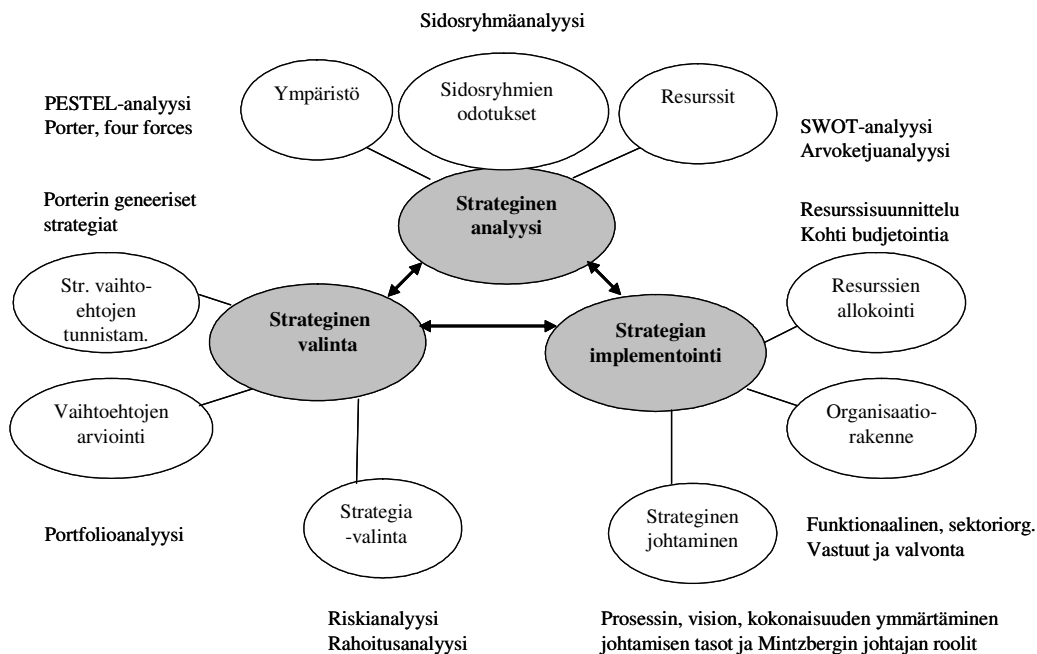 Sidosryhmäanalyysi
PESTEL-analyysi
Porter, four forces
Ympäristö
Sidosryhmien
odotukset
Resurssit
SWOT-analyysi
Arvoketjuanalyysi
Strateginen
analyysi
Porterin geneeriset
strategiat
Resurssisuunnittelu
Kohti budjetointia
Str. vaihto-
ehtojen
tunnistam.
Strateginen
valinta
Strategian
implementointi
Resurssien
allokointi
Vaihtoehtojen
arviointi
Organisaatio-
rakenne
Portfolioanalyysi
Strategia
-valinta
Strateginen
johtaminen
Funktionaalinen, sektoriorg.
Vastuut ja valvonta
Riskianalyysi
Rahoitusanalyysi
Prosessin, vision, kokonaisuuden ymmärtäminen
johtamisen tasot ja Mintzbergin johtajan roolit